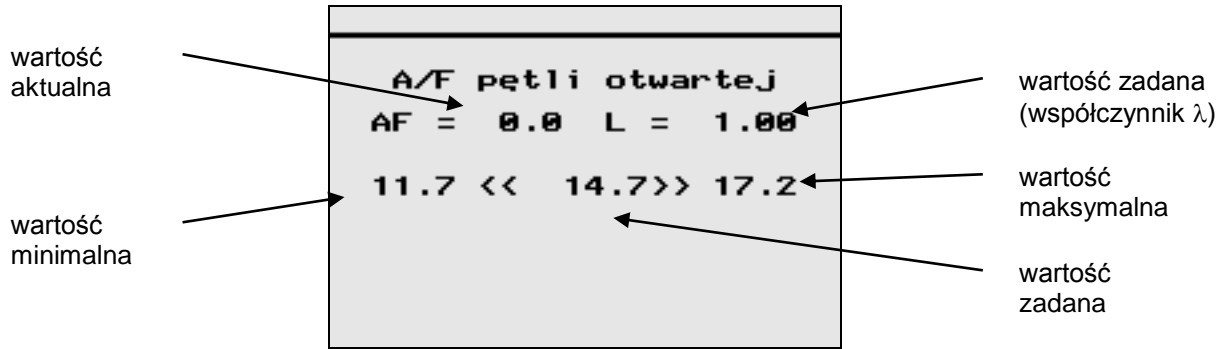 wartość
aktualna
wartość
minimalna
A/F pętli otwartej
AF = 0.0 L = 1.00
11.7 << 14.7>> 17.2
wartość zadana
(współczynnik λ)
wartość
maksymalna
wartość
zadana